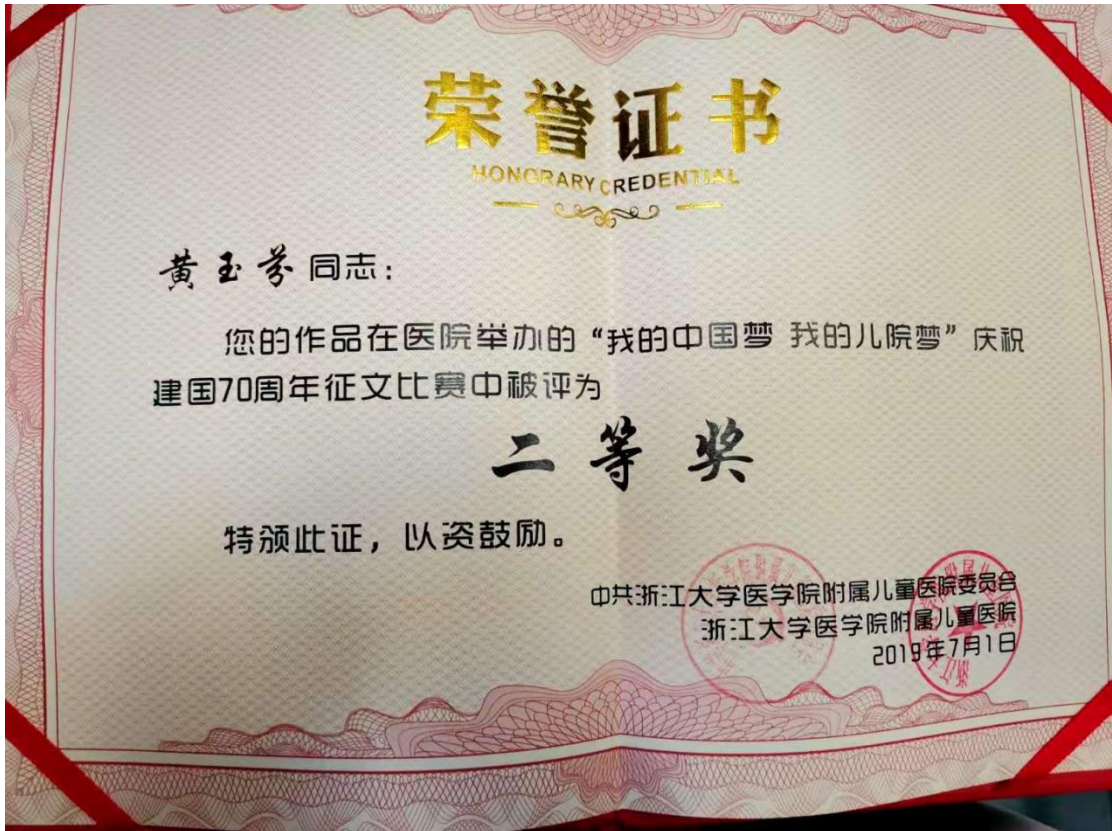 荣誉证书
HONORARY CREDENTIAL
黄玉芬 同志：
您的作品在医院举办的“我的中国梦 我的儿院梦”庆祝
建国70周年征文比赛中被评为
二等奖
特颁此证，以资鼓励。
中共浙江大学医学院附属儿童医院委员会
浙江大学医学院附属儿童医院
2019年7月1日